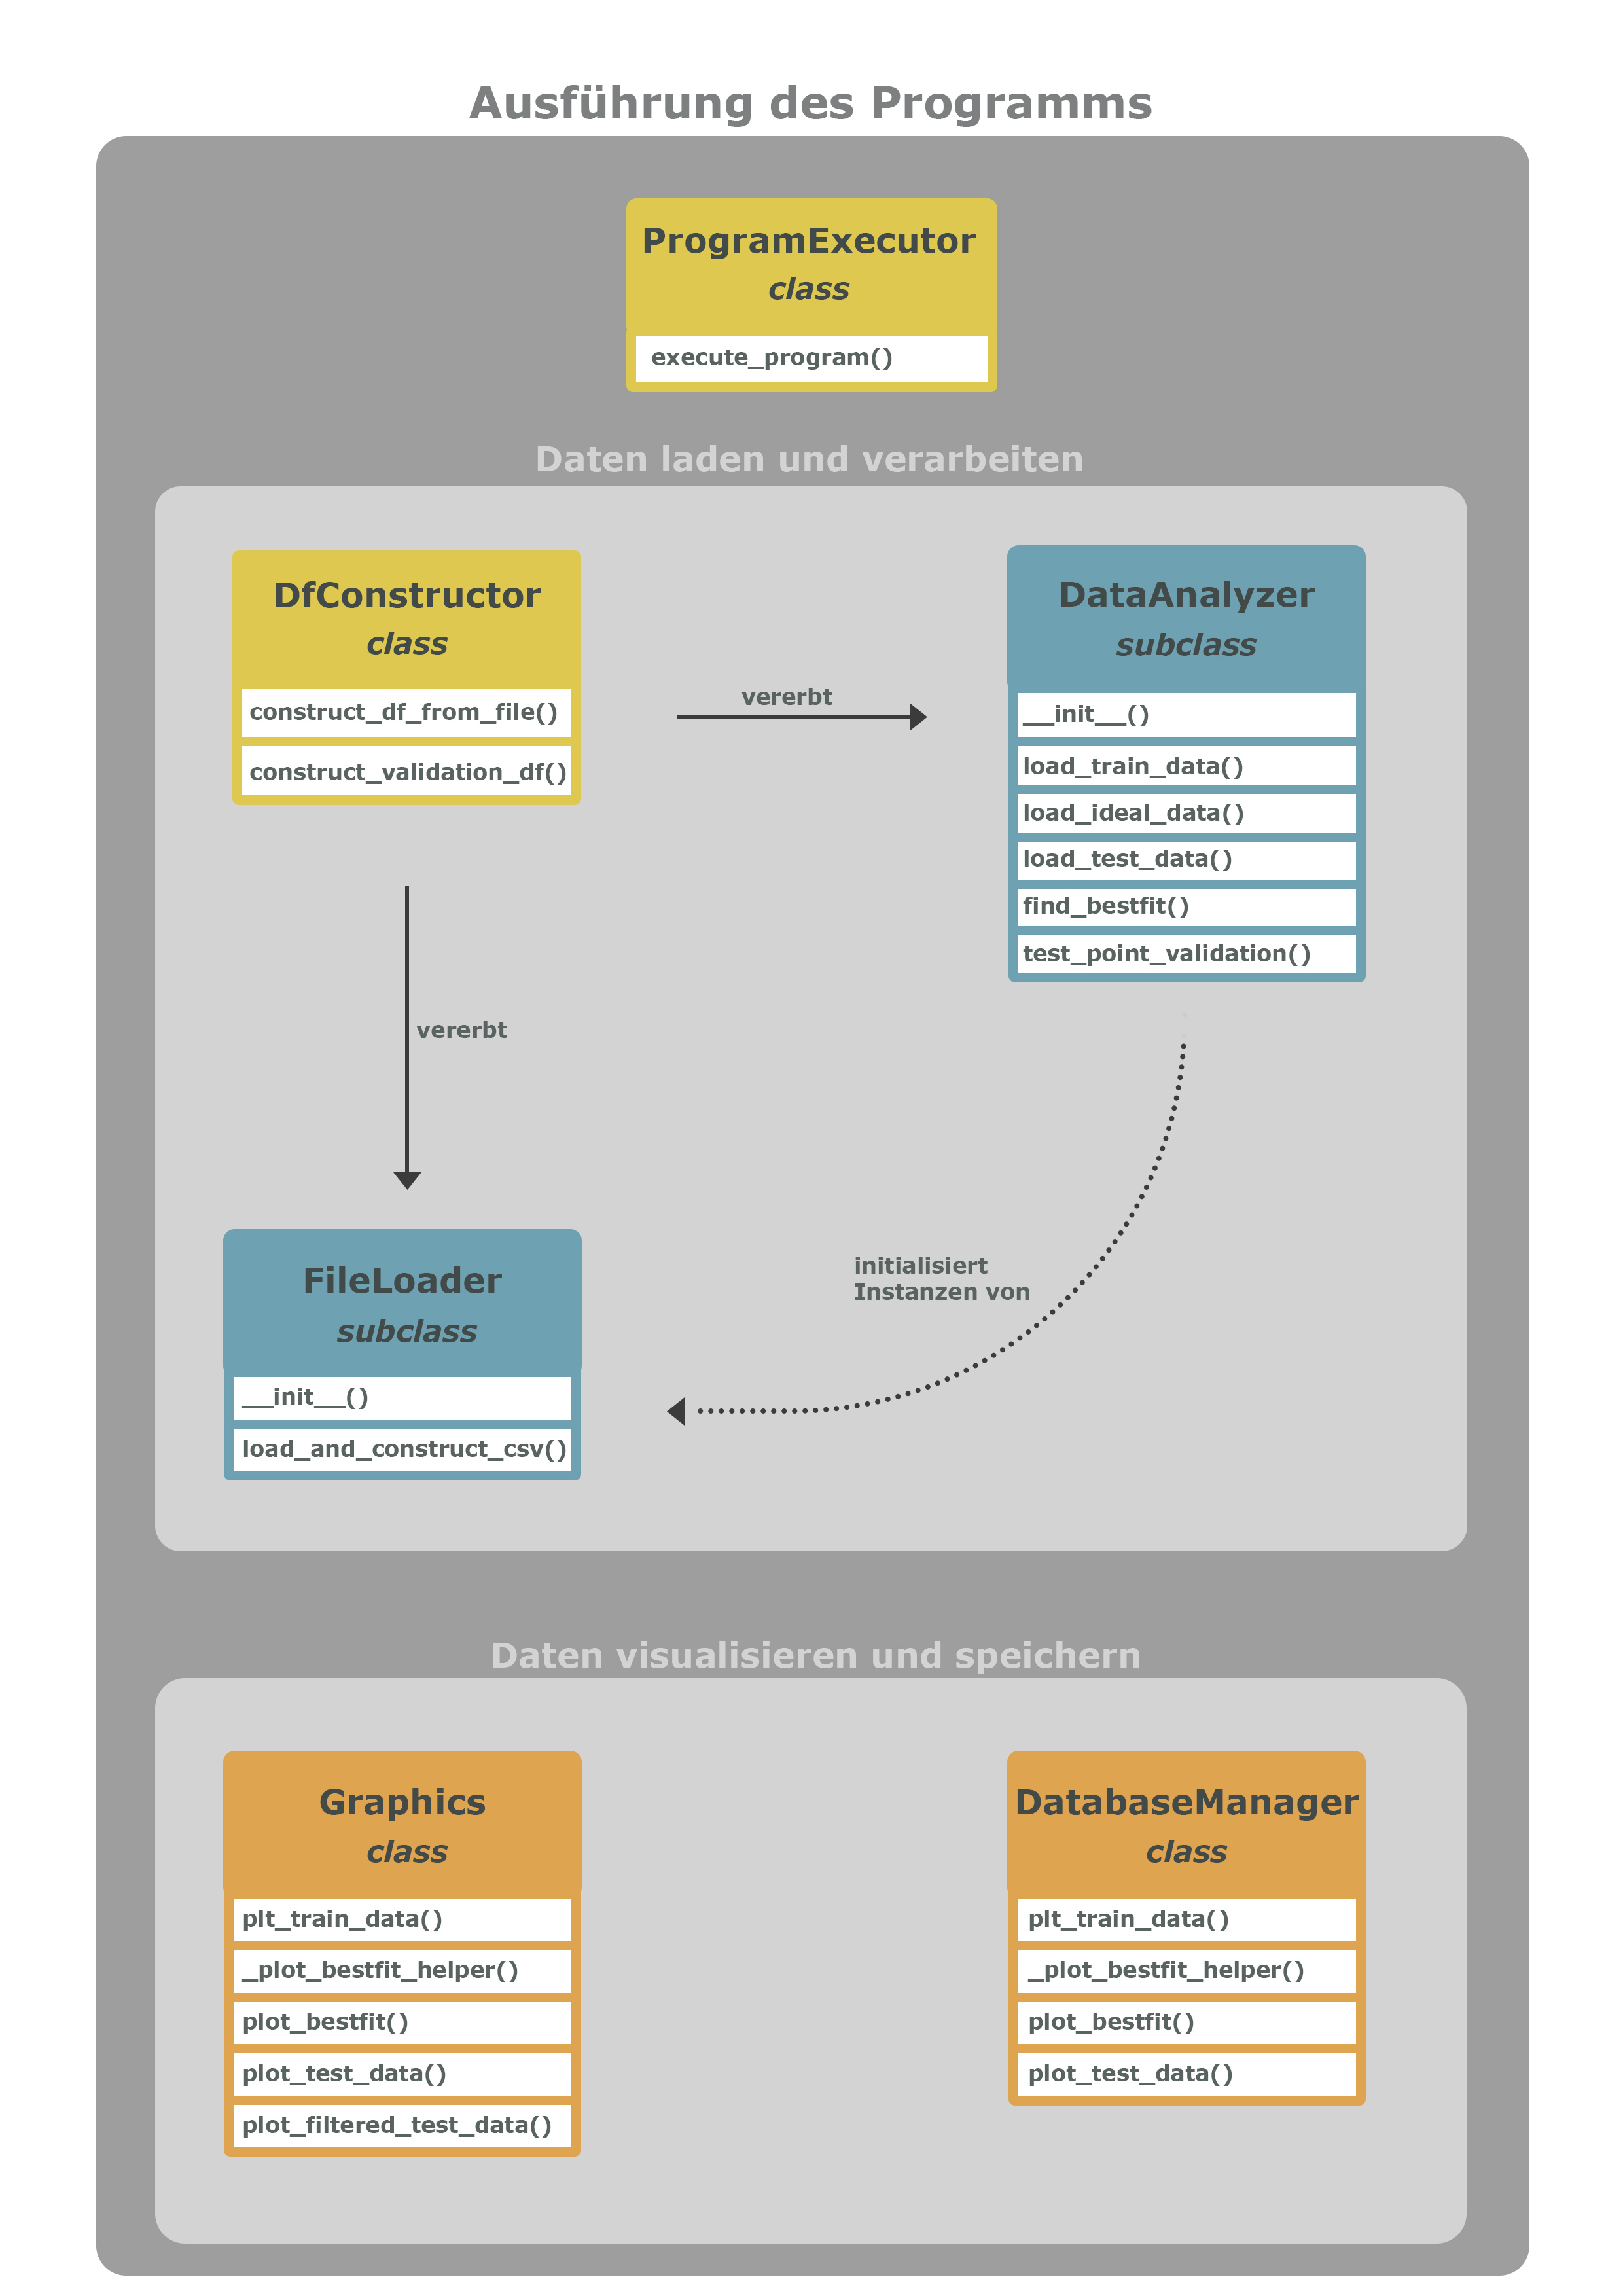 Ausführung des Programms
ProgramExecutor
class
execute_program()
Daten laden und verarbeiten
DfConstructor
class
construct_df_from_file()
construct_validation_df()
vererbt
DataAnalyzer
subclass
__init__()
load_train_data()
load_ideal_data()
load_test_data()
find_bestfit()
test_point_validation()
vererbt
initialisiert
Instanzen von
FileLoader
subclass
__init__()
load_and_construct_csv()
Daten visualisieren und speichern
Graphics
class
plt_train_data()
_plot_bestfit_helper()
plot_bestfit()
plot_test_data()
plot_filtered_test_data()
DatabaseManager
class
plt_train_data()
_plot_bestfit_helper()
plot_bestfit()
plot_test_data()